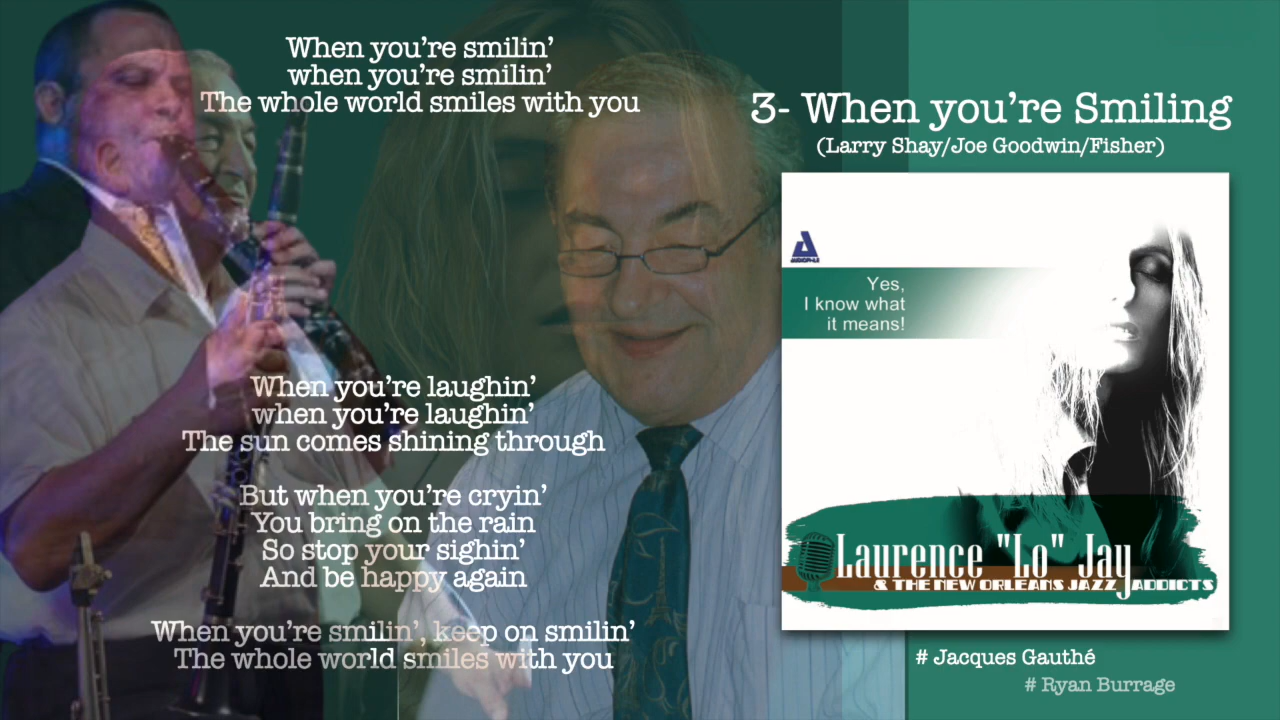 When you're smilin'
when you're smilin'
The whole world smiles with you
When you're laughin'
when you're laughin'
The sun comes shining through
But when you're cryin'
You bring on the rain
So stop your sighin'
And be happy again
When you're smilin', keep on smilin'
The whole world smiles with you
3- When you're Smiling
(Larry Shay/Joe Goodwin/Fisher)
AUDIOPHILE
Yes,
I know what
it means!
Laurence "Lo" Jay
& THE NEW ORLEANS JAZZ ADDICTS
# Jacques Gauthé
# Ryan Burrage